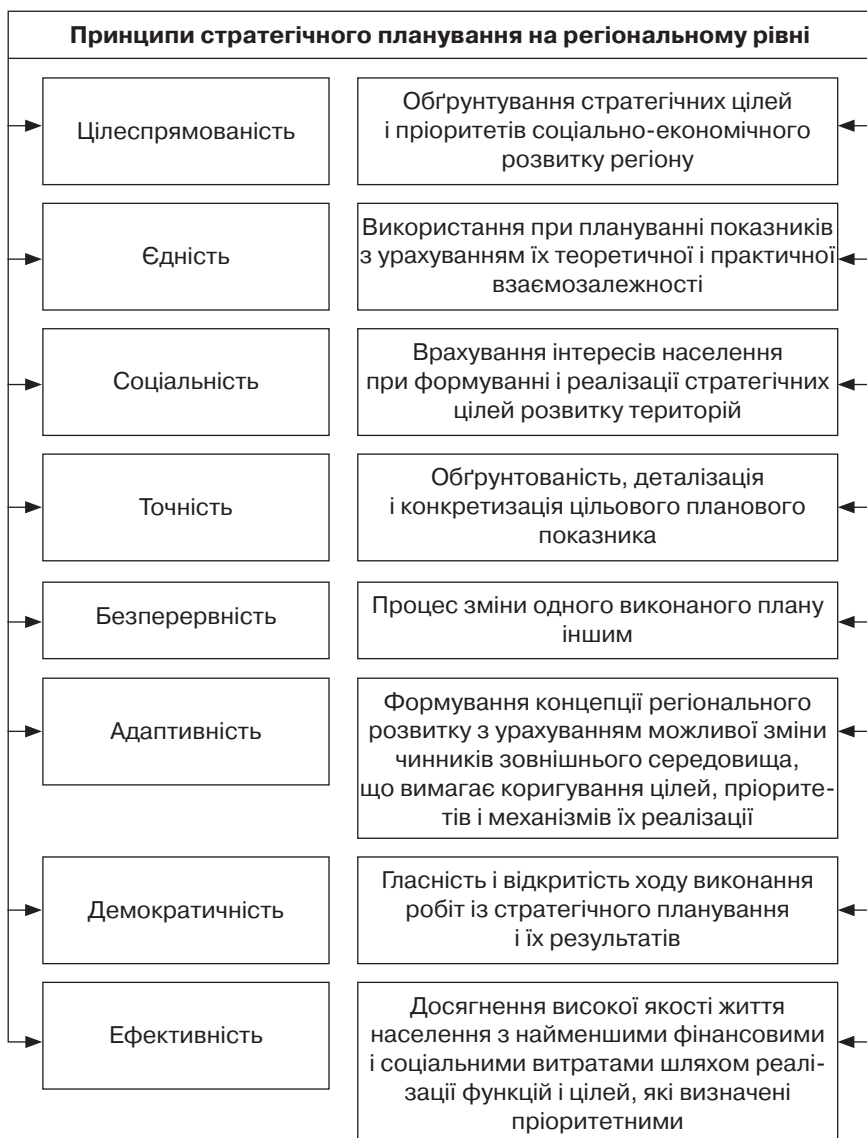 Принципи стратегічного планування на регіональному рівні
Цілеспрямованість
Обґрунтування стратегічних цілей
і пріоритетів соціально-економічного
розвитку регіону
Єдність
Використання при плануванні показників
з урахуванням їх теоретичної і практичної
взаємозалежності
Соціальність
Врахування інтересів населення
при формуванні і реалізації стратегічних
цілей розвитку територій
Точність
Обґрунтованість, деталізація
і конкретизація цільового планового
показника
Безперервність
Процес зміни одного виконаного плану
іншим
Адаптивність
Формування концепції регіонального
розвитку з урахуванням можливої зміни
чинників зовнішнього середовища,
що вимагає коригування цілей, пріорите-
тів і механізмів їх реалізації
Демократичність
Гласність і відкритість ходу виконання
робіт із стратегічного планування
і їх результатів
Ефективність
Досягнення високої якості життя
населення з найменшими фінансовими
і соціальними витратами шляхом реалі-
зації функцій і цілей, які визначені
пріоритетними